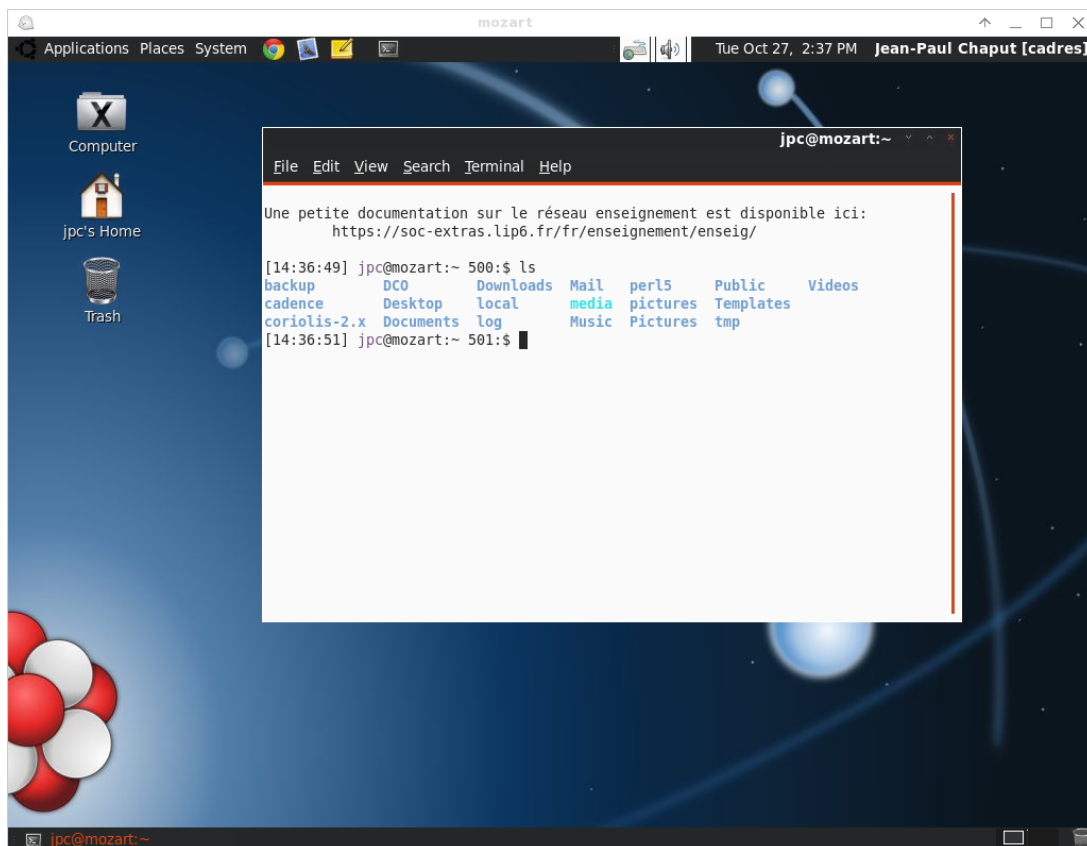 mozart
Applications Places System Tue Oct 27, 2:37 PM Jean-Paul Chaput [cadres]
Computer
jpc's Home
Trash
jpc@mozart:~
File Edit View Search Terminal Help
Une petite documentation sur le réseau enseignement est disponible ici:
https://soc-extras.lip6.fr/fr/enseignement/enseig/
[14:36:49] jpc@mozart:~ 500:$ ls
backup DCO Downloads Mail perl5 Public Videos
cadence Desktop local media pictures Templates
coriolis-2.x Documents log Music Pictures tmp
[14:36:51] jpc@mozart:~ 501:$
jpc@mozart:~